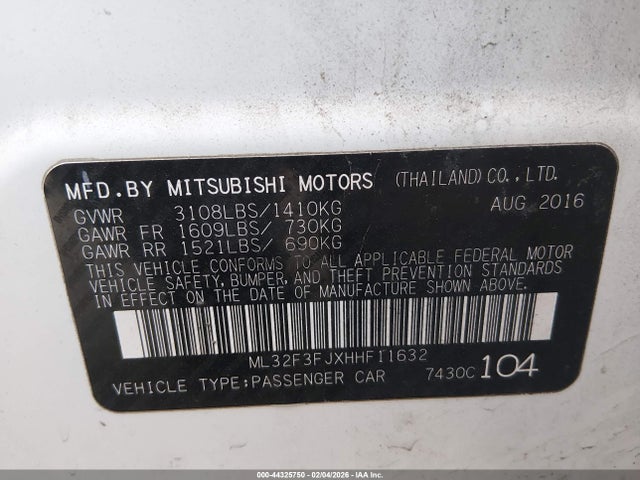 MFD.BY MITSUBISHI MOTORS (THAILAND) CO., LTD.
GVWR 3108LBS/1410KG AUG 2016
GAWR FR 1609LBS/ 730KG
GAWR RR 1521LBS/ 690KG
THIS VEHICLE CONFORMS TO ALL APPLICABLE FEDERAL MOTOR
VEHICLE SAFETY, BUMPER, AND THEFT PREVENTION STANDARDS
IN EFFECT ON THE DATE OF MANUFACTURE SHOWN ABOVE.
ML32F3FJXHHF11632
VEHICLE TYPE:PASSENGER CAR 7430C 104
000-44325750 - 02/04/2026 - IAA Inc.